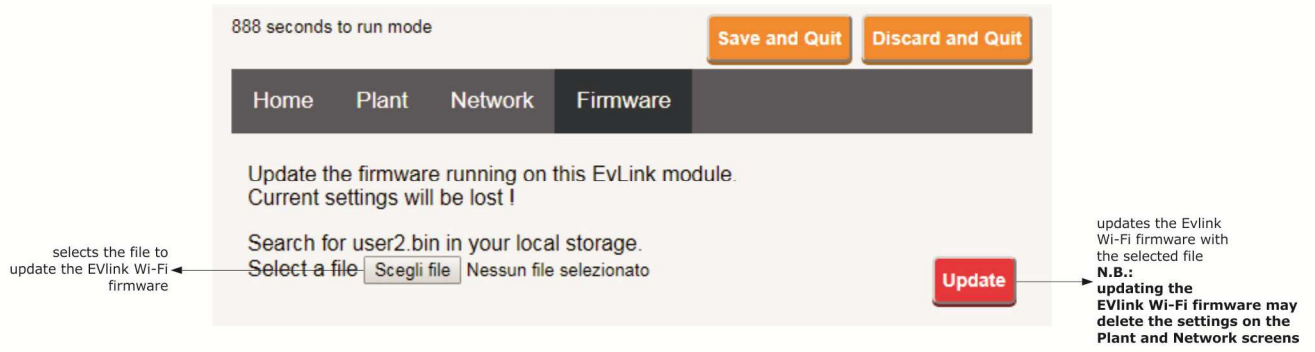 888 seconds to run mode
Save and Quit
Discard and Quit
Home Plant Network Firmware
Update the firmware running on this EvLink module.
Current settings will be lost !
Search for user2.bin in your local storage.
Select a file Scegli file Nessun file selezionato
Update
selects the file to
update the EVlink Wi-Fi
firmware
updates the Evlink
Wi-Fi firmware with
the selected file
N.B.:
updating the
EVlink Wi-Fi firmware may
delete the settings on the
Plant and Network screens